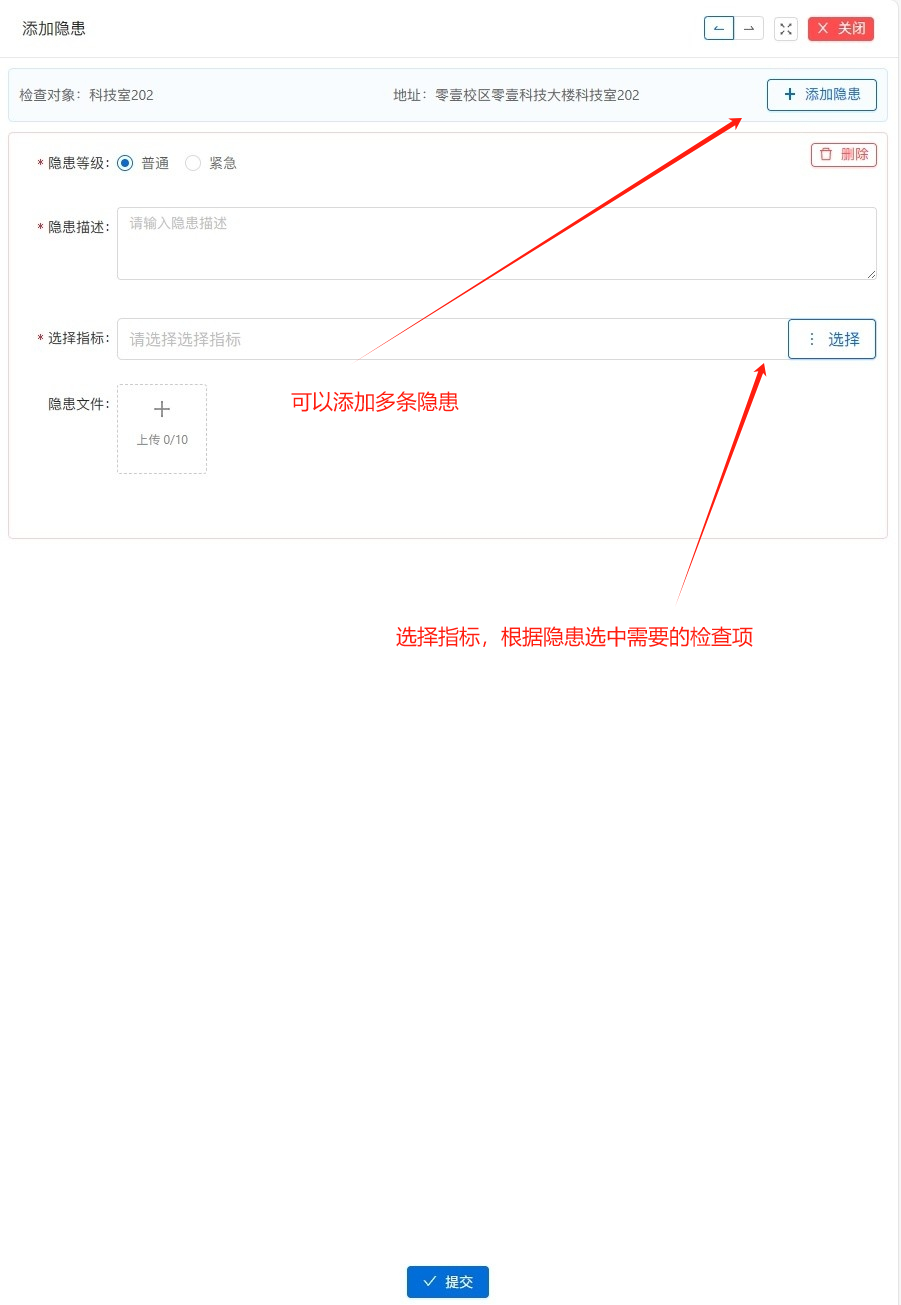 添加隐患
关闭
检查对象：科技室202
地址：零壹校区零壹科技大楼科技室202
添加隐患
* 隐患等级：
普通
紧急
删除
* 隐患描述：
请输入隐患描述
* 选择指标：
请选择选择指标
选择
隐患文件：
上传 0/10
可以添加多条隐患
选择指标，根据隐患选中需要的检查项
提交